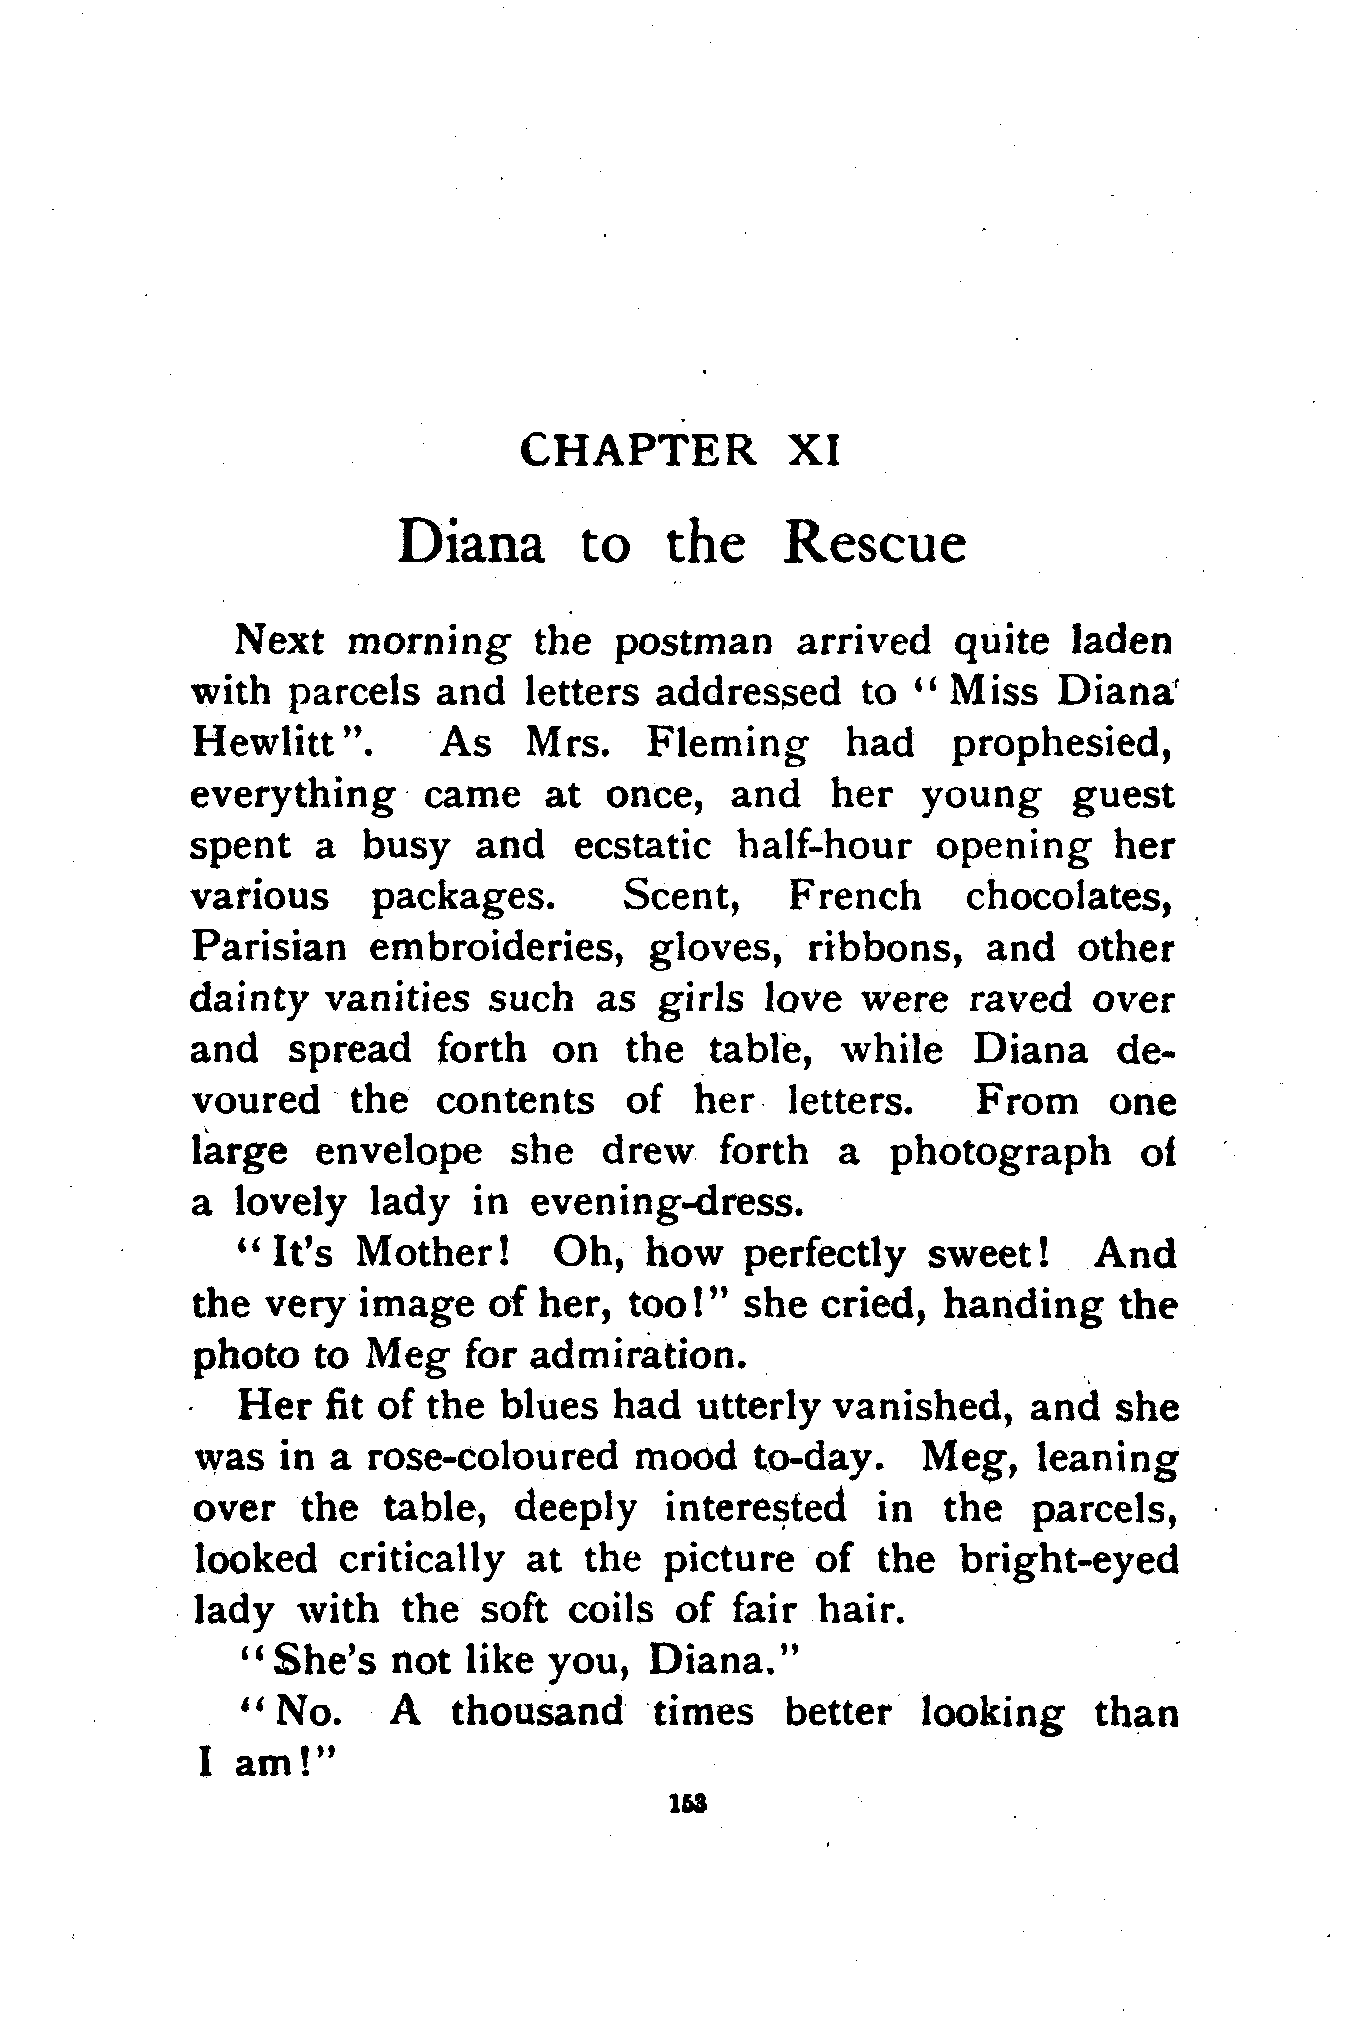 CHAPTER XI
Diana to the Rescue
Next morning the postman arrived quite laden
with parcels and letters addressed to “Miss Diana
Hewlitt”. As Mrs. Fleming had prophesied,
everything came at once, and her young guest
spent a busy and ecstatic half-hour opening her
various packages. Scent, French chocolates,
Parisian embroideries, gloves, ribbons, and other
dainty vanities such as girls love were raved over
and spread forth on the table, while Diana de-
voured the contents of her letters. From one
large envelope she drew forth a photograph of
a lovely lady in evening-dress.
“It's Mother! Oh, how perfectly sweet! And
the very image of her, too!” she cried, handing the
photo to Meg for admiration.
Her fit of the blues had utterly vanished, and she
was in a rose-coloured mood to-day. Meg, leaning
over the table, deeply interested in the parcels,
looked critically at the picture of the bright-eyed
lady with the soft coils of fair hair.
“She's not like you, Diana.”
“No. A thousand times better looking than
I am!”
153